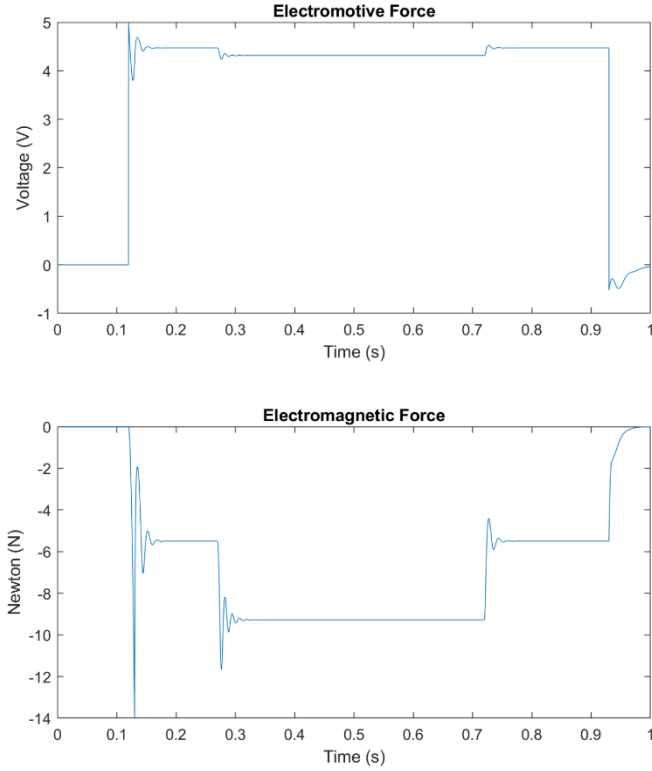 Electromotive Force
5
4
3
2
1
0
-1
Voltage (V)
0 0.1 0.2 0.3 0.4 0.5 0.6 0.7 0.8 0.9 1
Time (s)
Electromagnetic Force
0
-2
-4
-6
-8
-10
-12
-14
Newton (N)
0 0.1 0.2 0.3 0.4 0.5 0.6 0.7 0.8 0.9 1
Time (s)